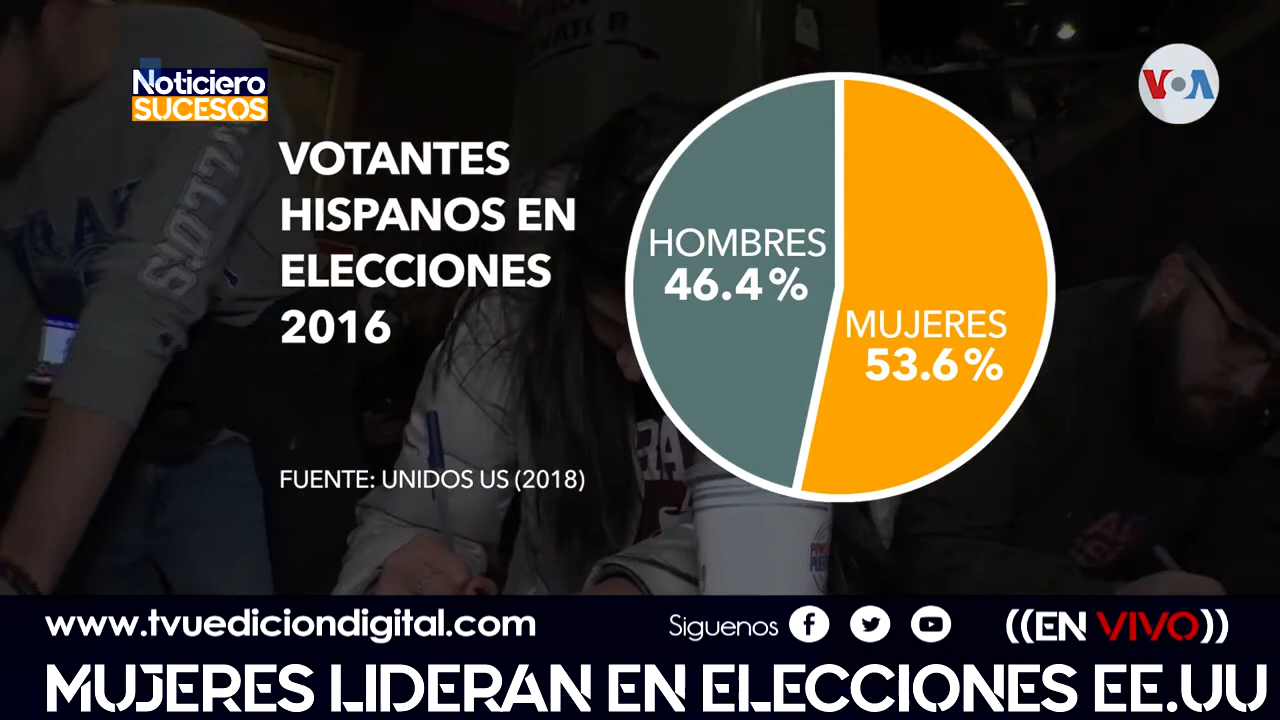 Noticiero
SUCESOS
VOA
VOTANTES
HISPANOS EN
ELECCIONES
2016
HOMBRES
46.4%
MUJERES
53.6%
FUENTE: UNIDOS US (2018)
www.tvuediciondigital.com
Siguenos
((EN VIVO))
MUJERES LIDERAN EN ELECCIONES EE.UU